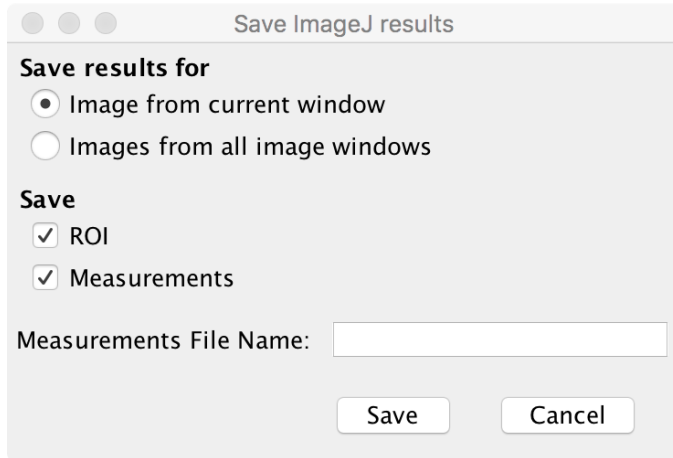 Save ImageJ results
Save results for
Image from current window
Images from all image windows
Save
ROI
Measurements
Measurements File Name:
Save Cancel